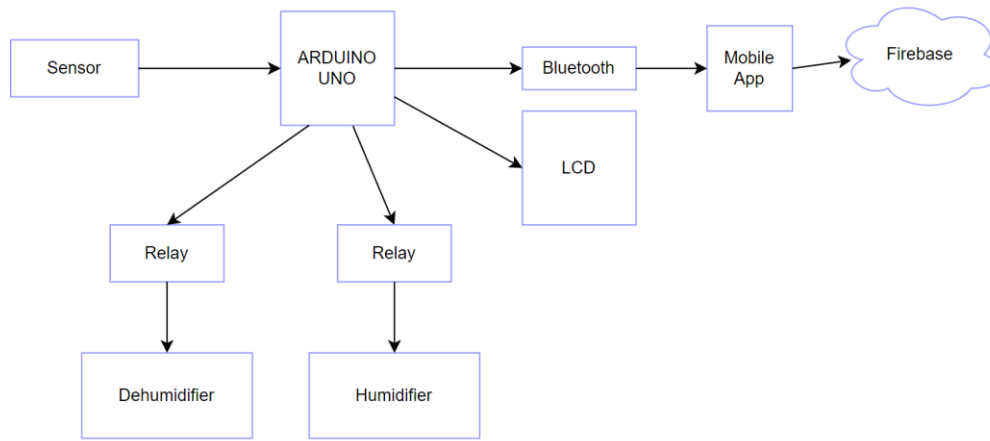 Sensor
ARDUINO
UNO
Bluetooth
Mobile
App
Firebase
LCD
Relay
Relay
Dehumidifier
Humidifier